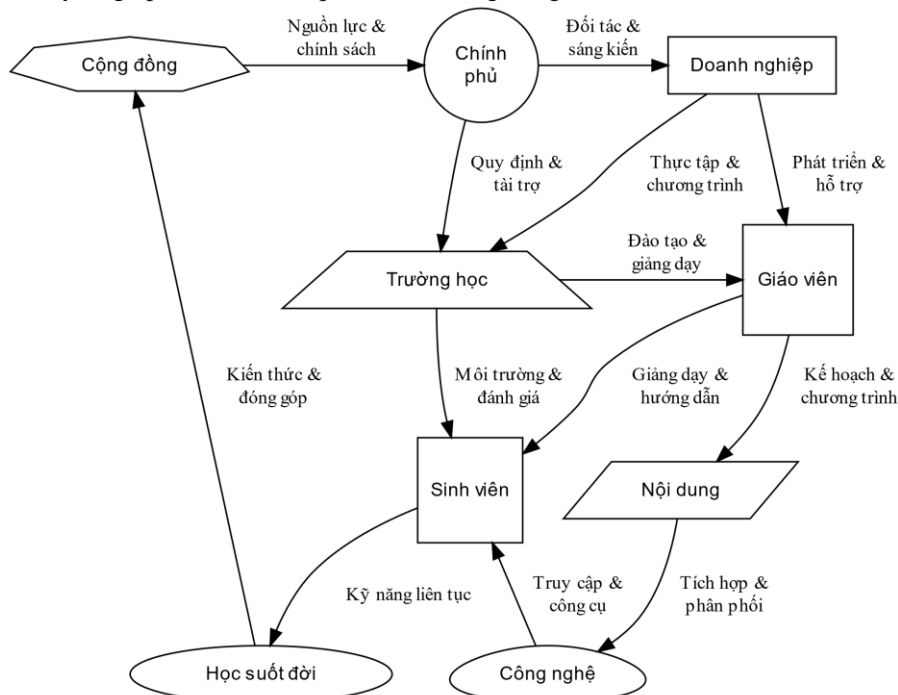 Nguồn lực &
chính sách
Đối tác &
sáng kiến
Cộng đồng
Chính
phủ
Doanh nghiệp
Quy định &
tài trợ
Thực tập &
chương trình
Phát triển &
hỗ trợ
Đào tạo &
giảng dạy
Trường học
Giáo viên
Kiến thức &
đóng góp
Môi trường &
đánh giá
Giảng dạy &
hướng dẫn
Kế hoạch &
chương trình
Sinh viên
Nội dung
Kỹ năng liên tục
Truy cập &
công cụ
Tích hợp &
phân phối
Học suốt đời
Công nghệ